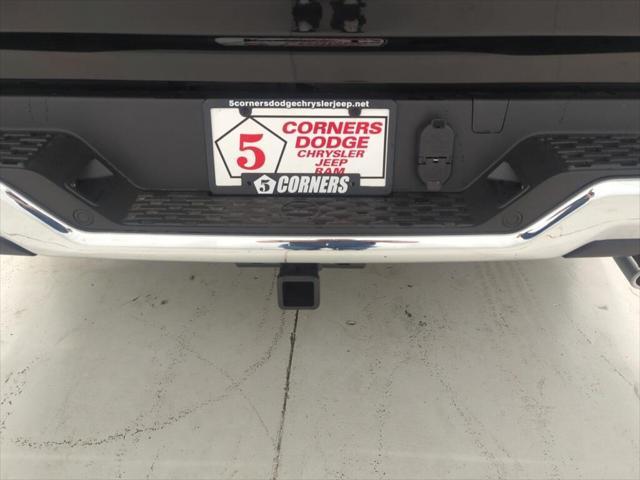 5cornersdodgechryslerjeep.net
5 CORNERS
DODGE
CHRYSLER
JEEP
RAM
5 CORNERS